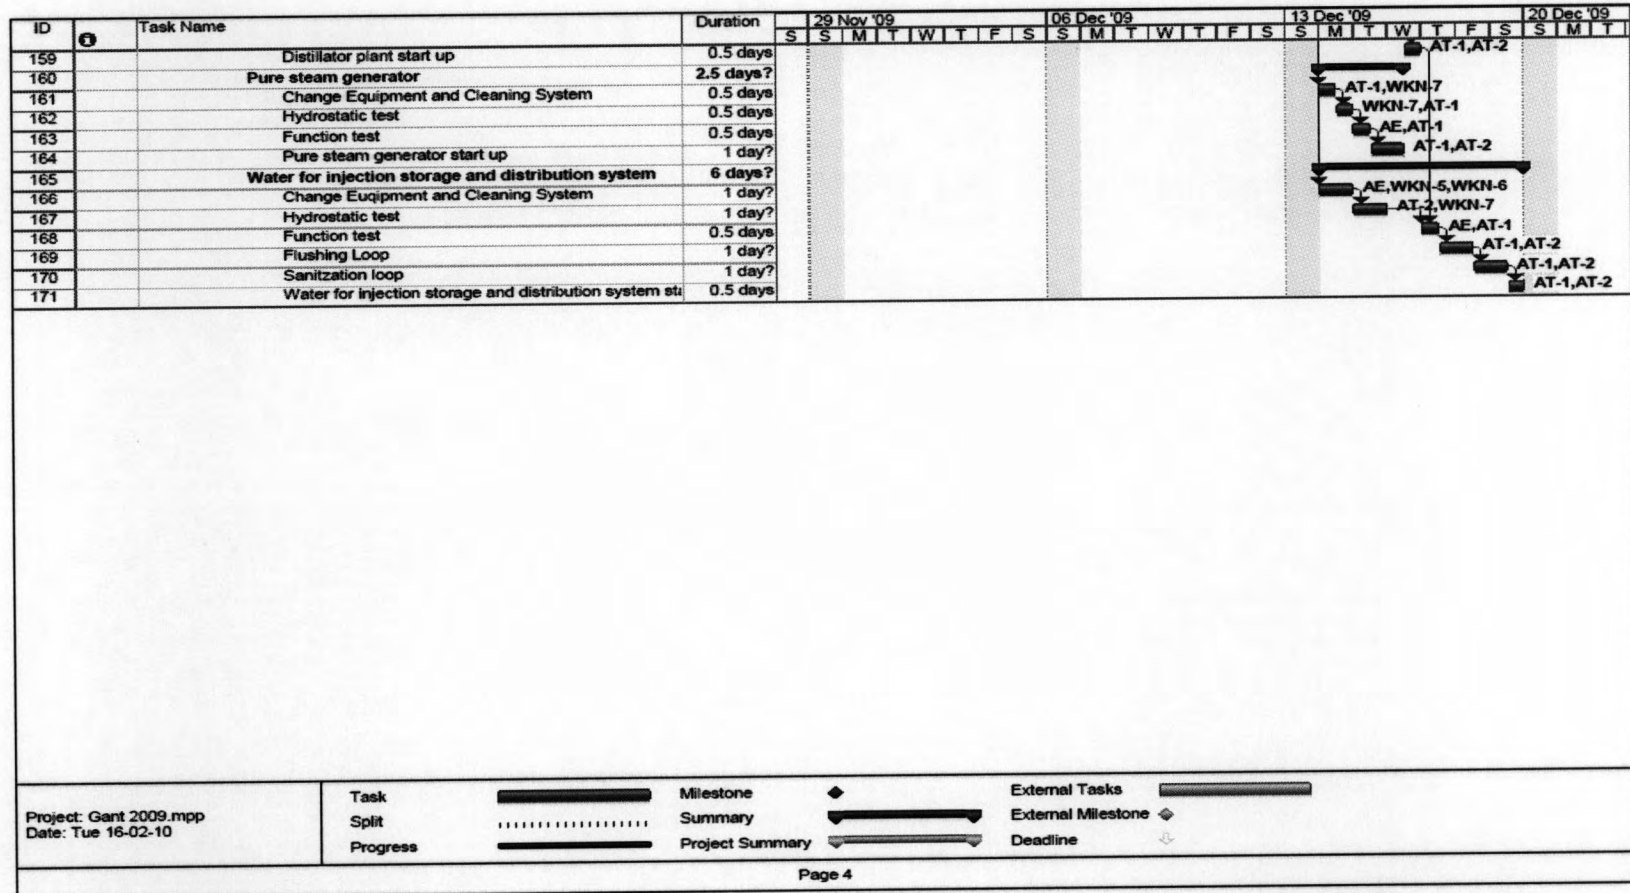 ID Task Name Duration 29 Nov '09 06 Dec '09 13 Dec '09 20 Dec '09
S S M T W T F S S M T W T F S S M T W T F S S M T
159 Distillator plant start up 0.5 days AT-1,AT-2
160 Pure steam generator 2.5 days?
161 Change Equipment and Cleaning System 0.5 days AT-1,WKN-7
162 Hydrostatic test 0.5 days WKN-7,AT-1
163 Function test 0.5 days AE,AT-1
164 Pure steam generator start up 1 day? AT-1,AT-2
165 Water for injection storage and distribution system 6 days?
166 Change Euqipment and Cleaning System 1 day? AE,WKN-5,WKN-6
167 Hydrostatic test 1 day? AT-2,WKN-7
168 Function test 0.5 days AE,AT-1
169 Flushing Loop 1 day? AT-1,AT-2
170 Sanitzation loop 1 day? AT-1,AT-2
171 Water for injection storage and distribution system sta 0.5 days AT-1,AT-2
Project: Gant 2009.mpp
Date: Tue 16-02-10
Task Milestone External Tasks
Split Summary External Milestone
Progress Project Summary Deadline
Page 4